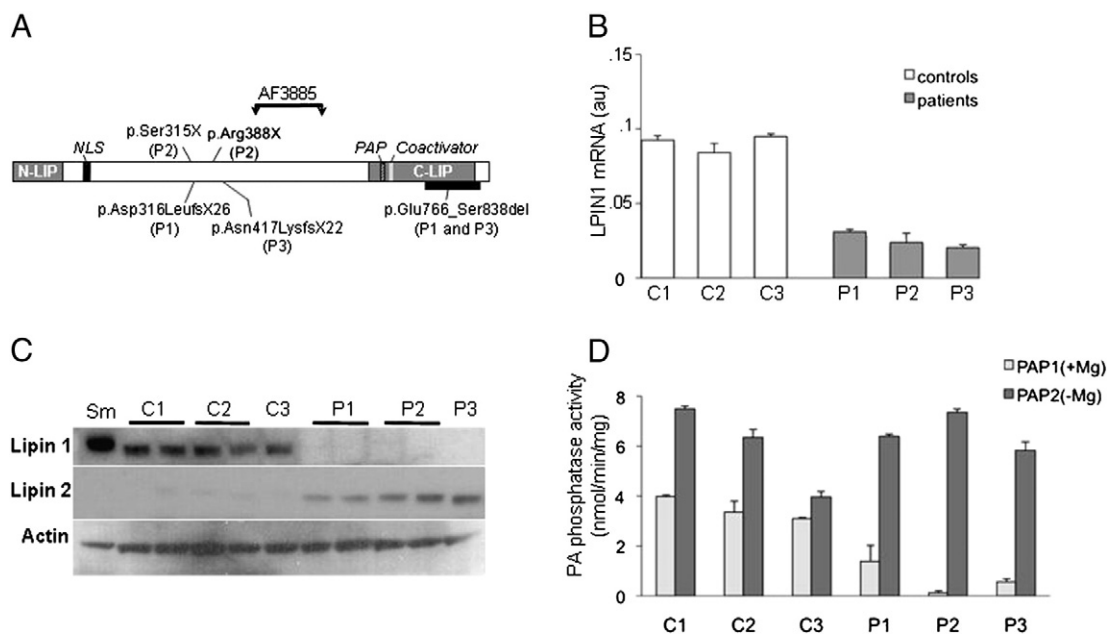 A
AF3885
p.Ser315X
(P2)
p.Arg388X
(P2)
NLS
PAP
Coactivator
N-LIP
C-LIP
p.Asp316LeufsX26
(P1)
p.Asn417LysfsX22
(P3)
p.Glu766_Ser838del
(P1 and P3)
B
LPIN1 mRNA (au)
.15
.1
.05
0
controls
patients
C1 C2 C3 P1 P2 P3
C
Sm C1 C2 C3 P1 P2 P3
Lipin 1
Lipin 2
Actin
D
PA phosphatase activity
(nmol/min/mg)
8
6
4
2
0
PAP1(+Mg)
PAP2(-Mg)
C1 C2 C3 P1 P2 P3